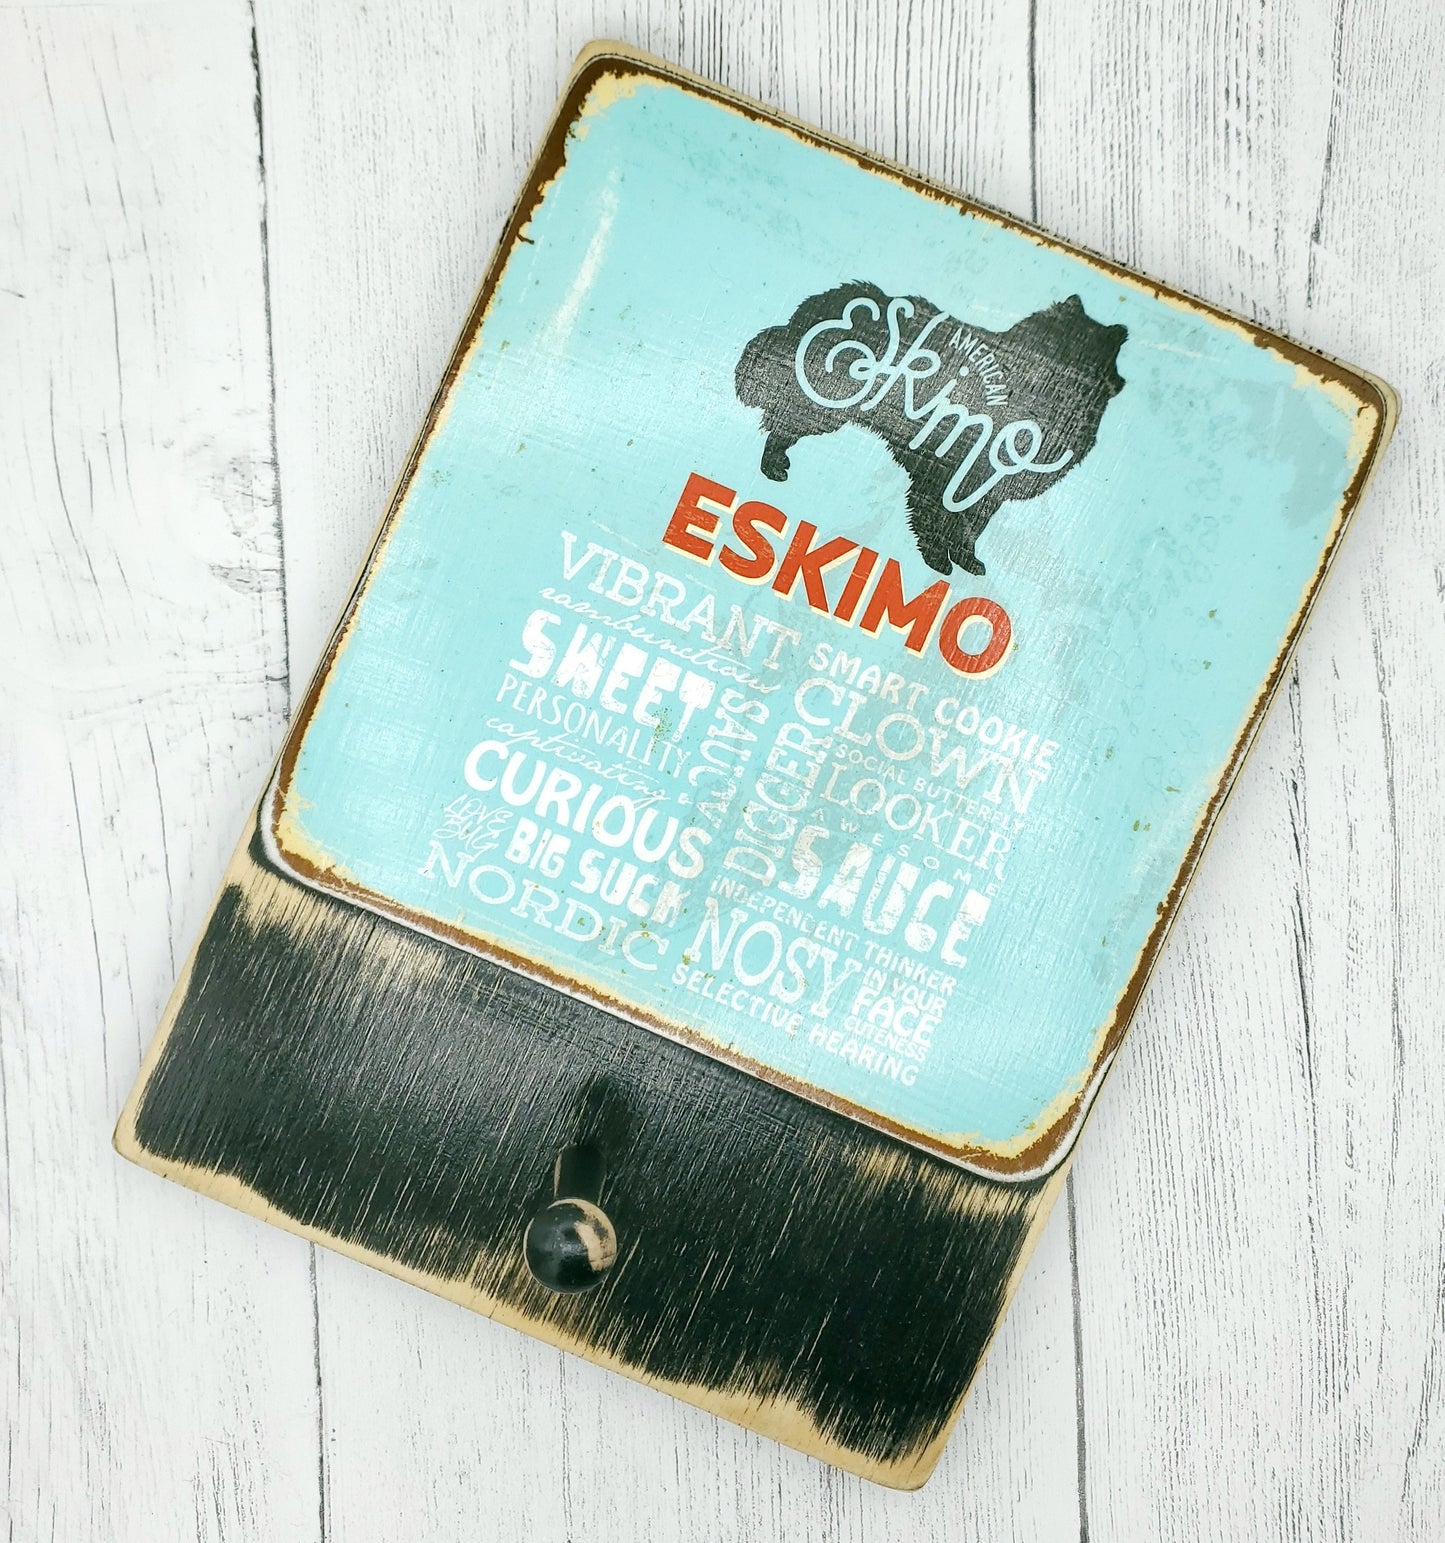 AMERICAN
Eskimo
ESKIMO
VIBRANT
rambunctious
SWEET
PERSONALITY
captivating
CURIOUS
LOVE
BUG
BIG SUCK
NORDIC
SMART COOKIE
CLOWN
SOCIAL BUTTERFLY
LOOKER
AWESOME
SAUCE
DIGGER
INDEPENDENT THINKER
NOSY
IN YOUR
FACE
CUTENESS
SELECTIVE HEARING